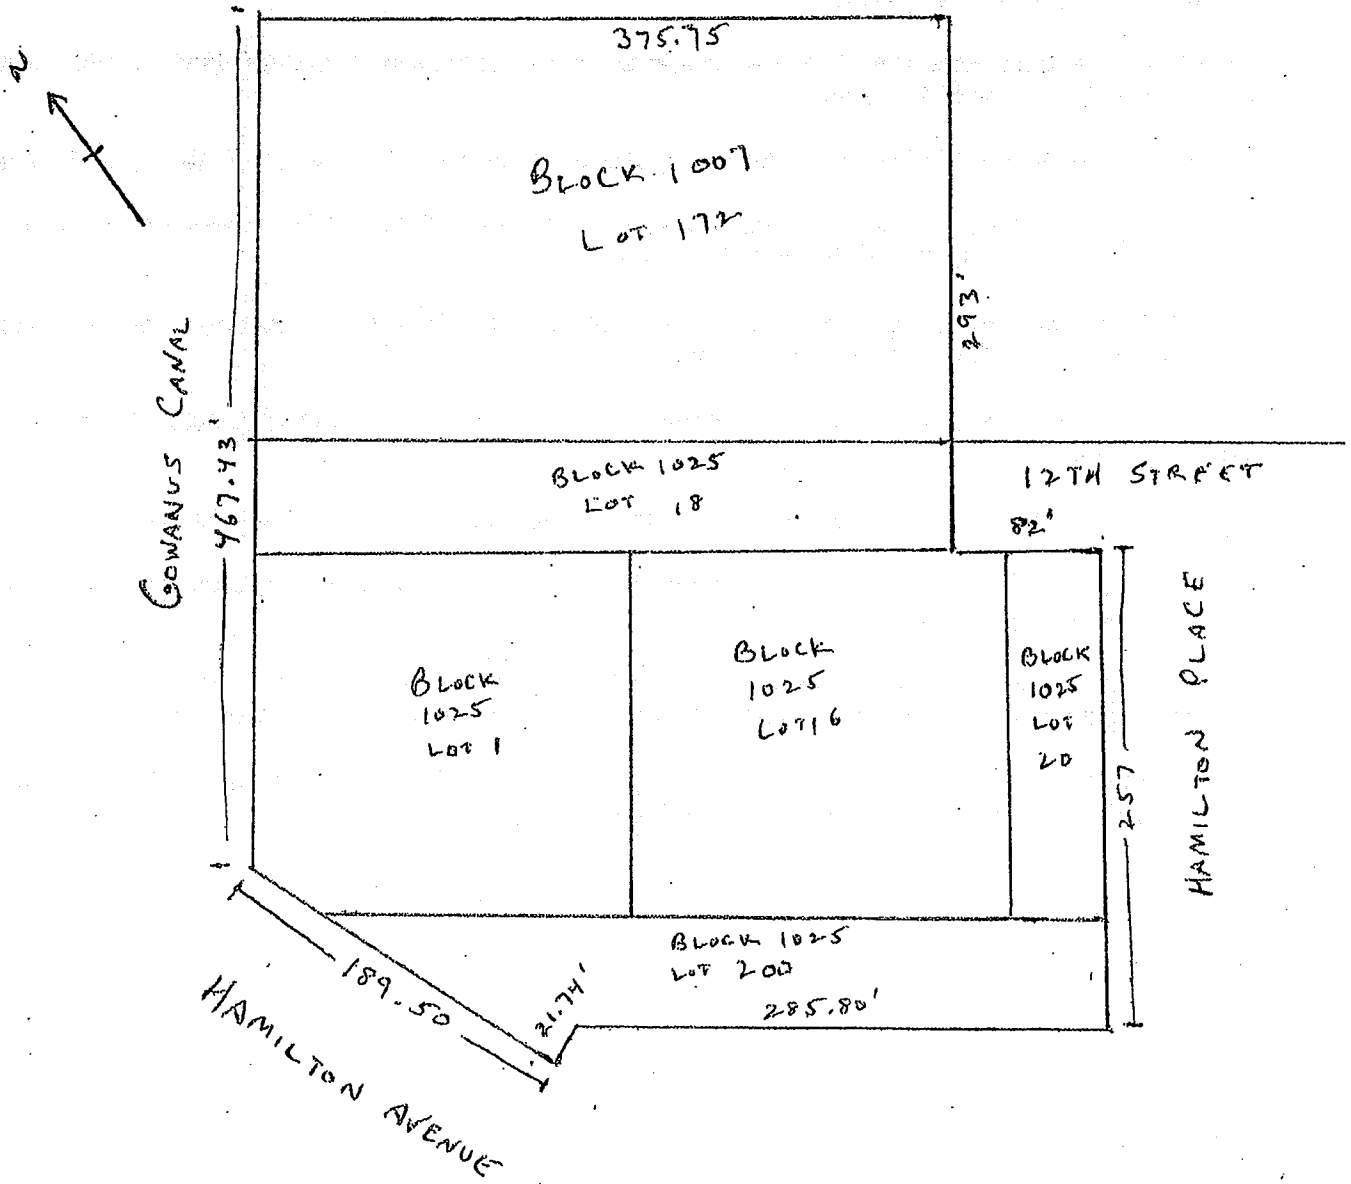 375.75
N
BLOCK 1007
LOT 172
293'
GOWANUS CANAL
467.43'
BLOCK 1025
LOT 18
12TH STREET
82'
BLOCK
1025
LOT 1
BLOCK
1025
LOT 16
BLOCK
1025
LOT
20
HAMILTON PLACE
257
BLOCK 1025
LOT 200
285.80'
21.74'
189.50
HAMILTON AVENUE